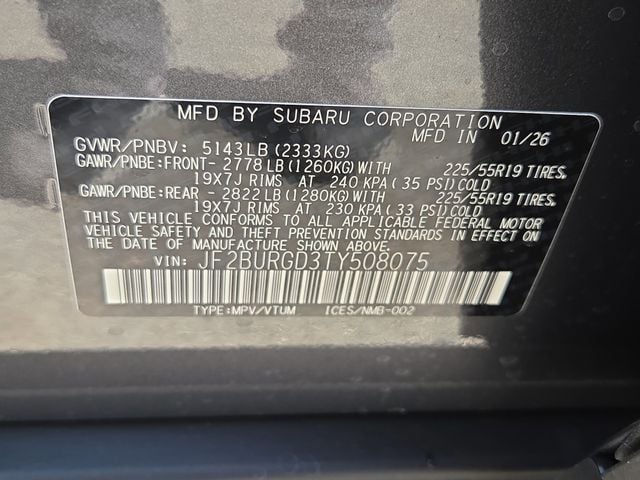 MFD BY SUBARU CORPORATION
MFD IN 01/26
GVWR/PNBV: 5143LB (2333KG)
GAWR/PNBE:FRONT- 2778LB(1260KG)WITH 225/55R19 TIRES,
19X7J RIMS AT 240 KPA(35 PSI)COLD
GAWR/PNBE:REAR - 2822LB(1280KG)WITH 225/55R19 TIRES,
19X7J RIMS AT 230 KPA(33 PSI)COLD
THIS VEHICLE CONFORMS TO ALL APPLICABLE FEDERAL MOTOR
VEHICLE SAFETY AND THEFT PREVENTION STANDARDS IN EFFECT ON
THE DATE OF MANUFACTURE SHOWN ABOVE.
VIN: JF2BURGD3TY508075
TYPE:MPV/VTUM ICES/NMB-002